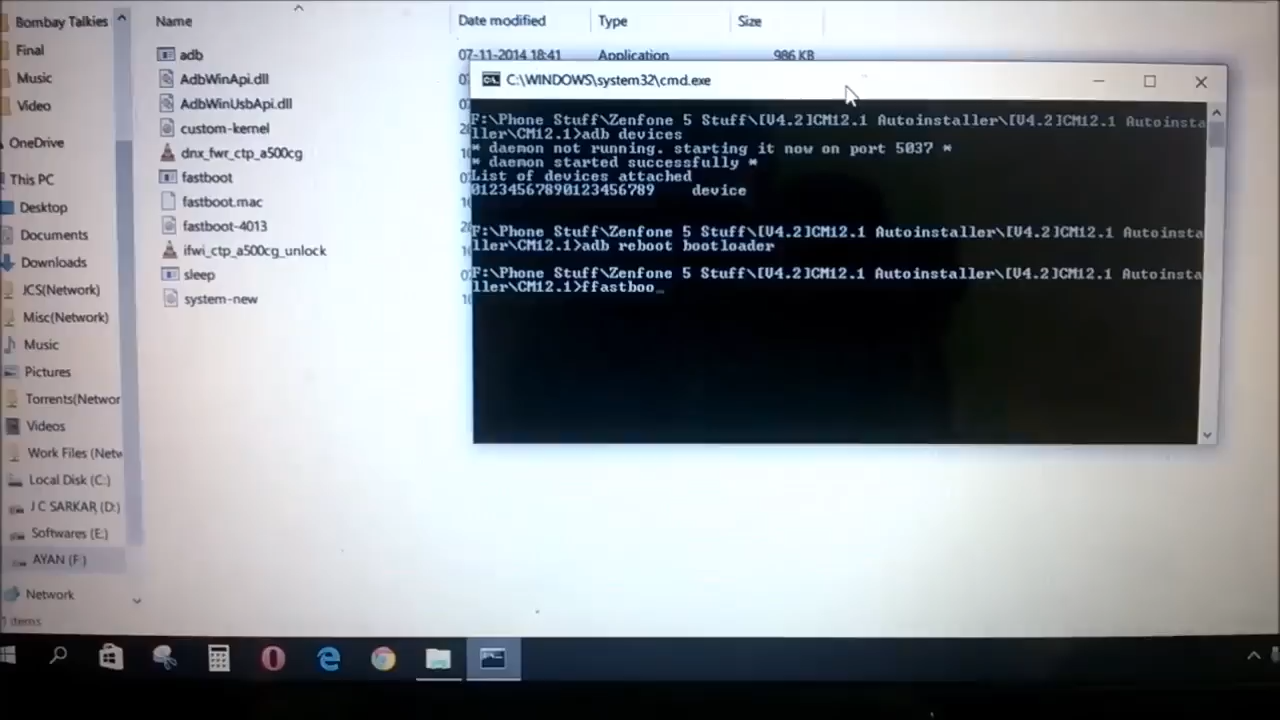 Bombay Talkies
Final
Music
Video
OneDrive
This PC
Desktop
Documents
Downloads
JCS(Network)
Misc(Network)
Music
Pictures
Torrents(Networ
Videos
Work Files (Netw
Local Disk (C:)
J C SARKAR (D:)
Softwares (E:)
AYAN (F:)
Network
items
Name Date modified Type Size
adb 07-11-2014 18:41 Application 986 KB
AdbWinApi.dll
AdbWinUsbApi.dll
custom-kernel
dnx_fwr_ctp_a500cg
fastboot
fastboot.mac
fastboot-4013
ifwi_ctp_a500cg_unlock
sleep
system-new
C:\WINDOWS\system32\cmd.exe
F:\Phone Stuff\Zenfone 5 Stuff\[V4.2]CM12.1 Autoinstaller\[V4.2]CM12.1 Autoinsta
ller\CM12.1>adb devices
* daemon not running. starting it now on port 5037 *
* daemon started successfully *
List of devices attached
01234567890123456789 device
F:\Phone Stuff\Zenfone 5 Stuff\[V4.2]CM12.1 Autoinstaller\[V4.2]CM12.1 Autoinsta
ller\CM12.1>adb reboot bootloader
F:\Phone Stuff\Zenfone 5 Stuff\[V4.2]CM12.1 Autoinstaller\[V4.2]CM12.1 Autoinsta
ller\CM12.1>ffastboo_